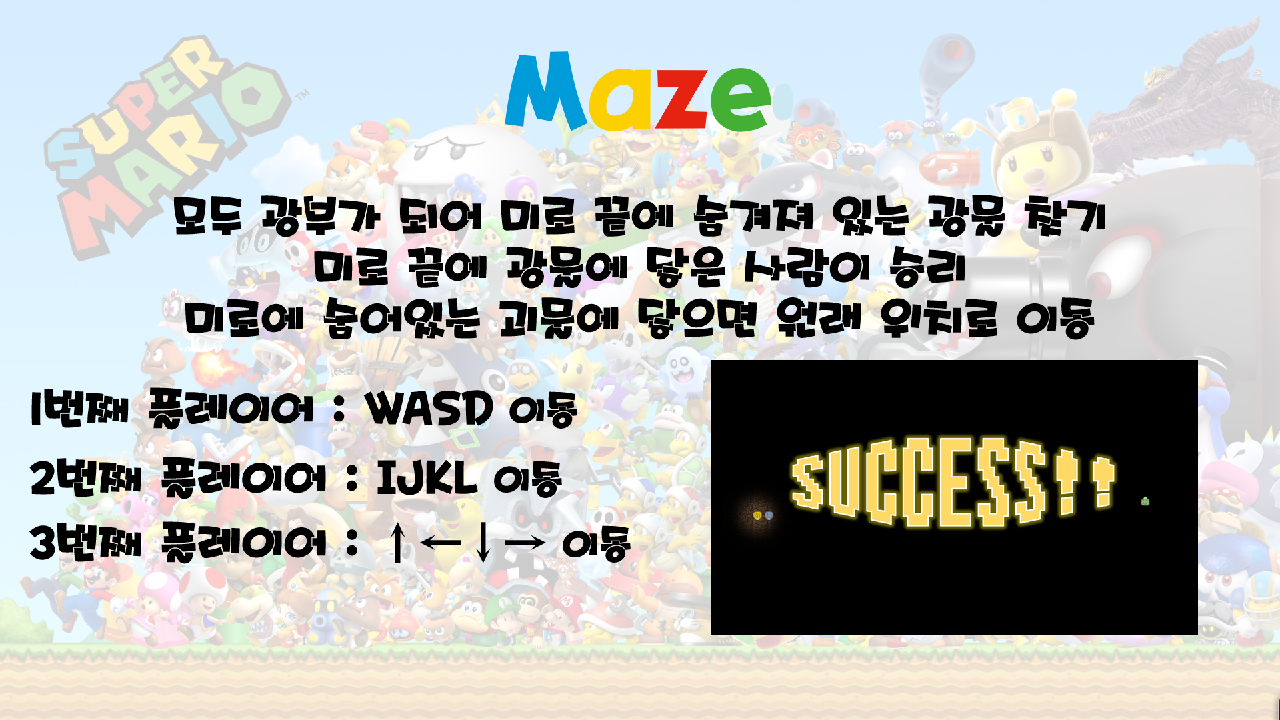 SUPER
MARIO™
Maze
모두 광부가 되어 미로 끝에 숨겨져 있는 광물 찾기
미로 끝에 광물에 닿은 사람이 승리
미로에 숨어있는 괴물에 닿으면 원래 위치로 이동
1번째 플레이어 : WASD 이동
2번째 플레이어 : IJKL 이동
3번째 플레이어 : ↑←↓→ 이동
SUCCESS!!